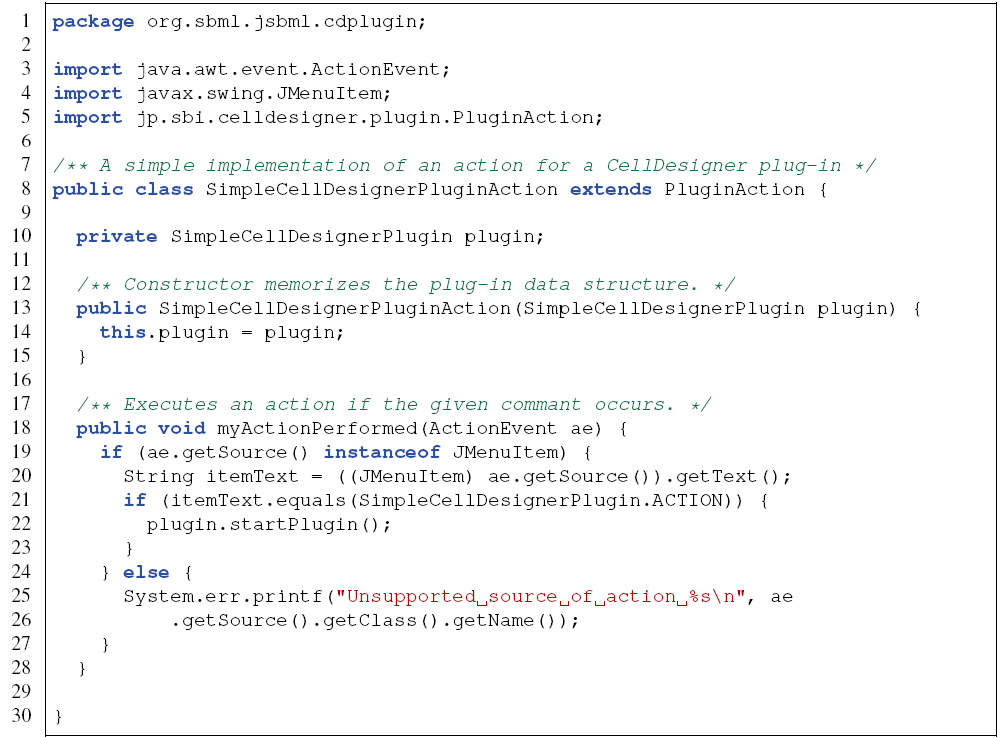 1 package org.sbml.jsbml.cdplugin;
2
3 import java.awt.event.ActionEvent;
4 import javax.swing.JMenuItem;
5 import jp.sbi.celldesigner.plugin.PluginAction;
6
7 /** A simple implementation of an action for a CellDesigner plug-in */
8 public class SimpleCellDesignerPluginAction extends PluginAction {
9
10 private SimpleCellDesignerPlugin plugin;
11
12 /** Constructor memorizes the plug-in data structure. */
13 public SimpleCellDesignerPluginAction(SimpleCellDesignerPlugin plugin) {
14 this.plugin = plugin;
15 }
16
17 /** Executes an action if the given commant occurs. */
18 public void myActionPerformed(ActionEvent ae) {
19 if (ae.getSource() instanceof JMenuItem) {
20 String itemText = ((JMenuItem) ae.getSource()).getText();
21 if (itemText.equals(SimpleCellDesignerPlugin.ACTION)) {
22 plugin.startPlugin();
23 }
24 } else {
25 System.err.printf("Unsupported␣source␣of␣action␣%s\n", ae
26 .getSource().getClass().getName());
27 }
28 }
29
30 }